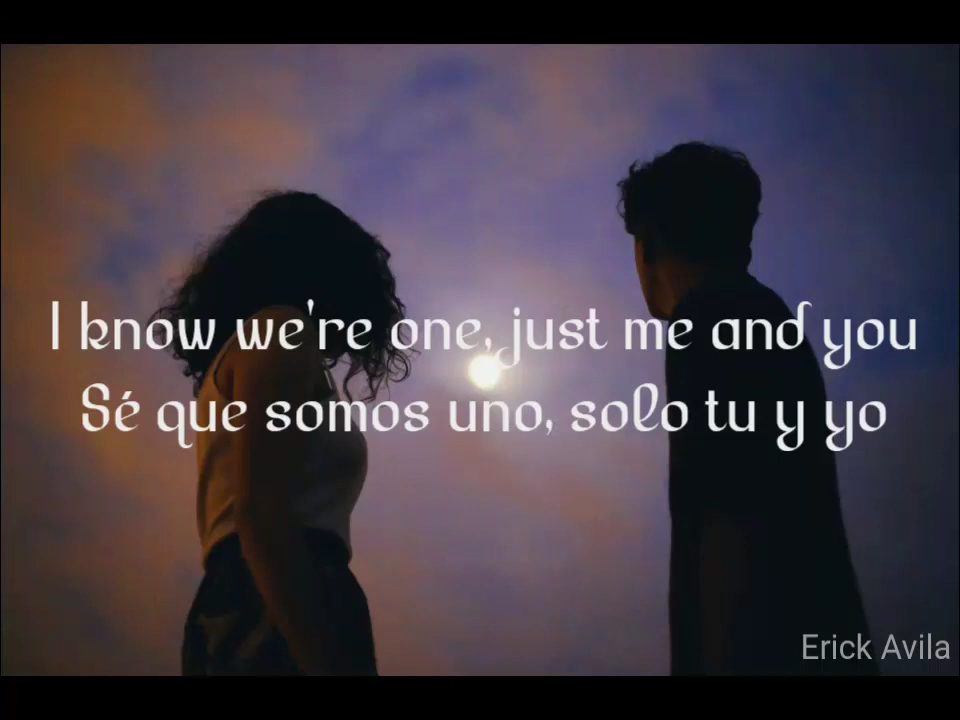 I know we're one, just me and you
Sé que somos uno, solo tu y yo
Erick Avila